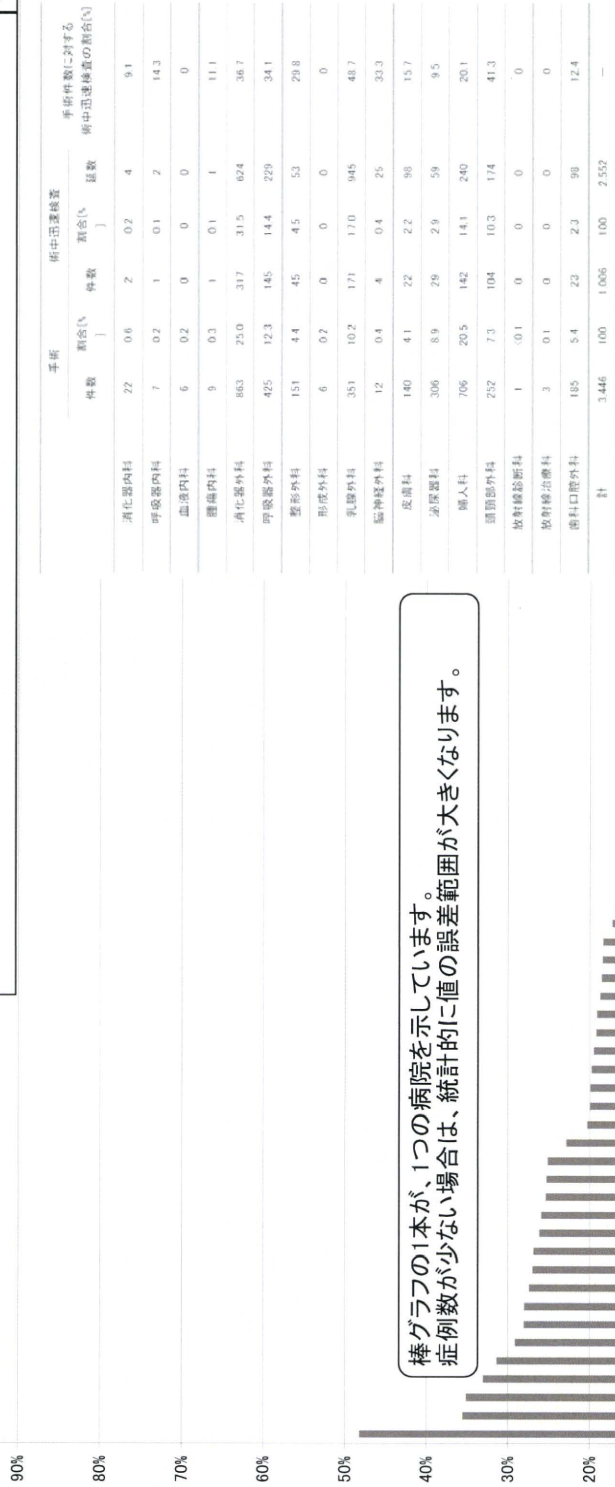 90%
80%
70%
60%
50%
40%
30%
20%
棒グラフの1本が、1つの病院を示しています。
症例数が少ない場合は、統計的に値の誤差範囲が大きくなります。
手術 術中迅速検査 手術件数に対する
件数 割合[% 件数 割合[% 延数 術中迅速検査の割合[%]
] ]
消化器内科 22 0.6 2 0.2 4 9.1
呼吸器内科 7 0.2 1 0.1 2 14.3
血液内科 6 0.2 0 0 0 0
腫瘍内科 9 0.3 1 0.1 1 11.1
消化器外科 863 25.0 317 31.5 624 36.7
呼吸器外科 425 12.3 145 14.4 229 34.1
整形外科 151 4.4 45 4.5 53 29.8
形成外科 6 0.2 0 0 0 0
乳腺外科 351 10.2 171 17.0 945 48.7
脳神経外科 12 0.4 4 0.4 25 33.3
皮膚科 140 4.1 22 2.2 98 15.7
泌尿器科 306 8.9 29 2.9 59 9.5
婦人科 706 20.5 142 14.1 240 20.1
頭頸部外科 252 7.3 104 10.3 174 41.3
放射線診断科 1 <0.1 0 0 0 0
放射線治療科 3 0.1 0 0 0 0
歯科口腔外科 185 5.4 23 2.3 98 12.4
計 3,446 100 1,006 100 2,552 —